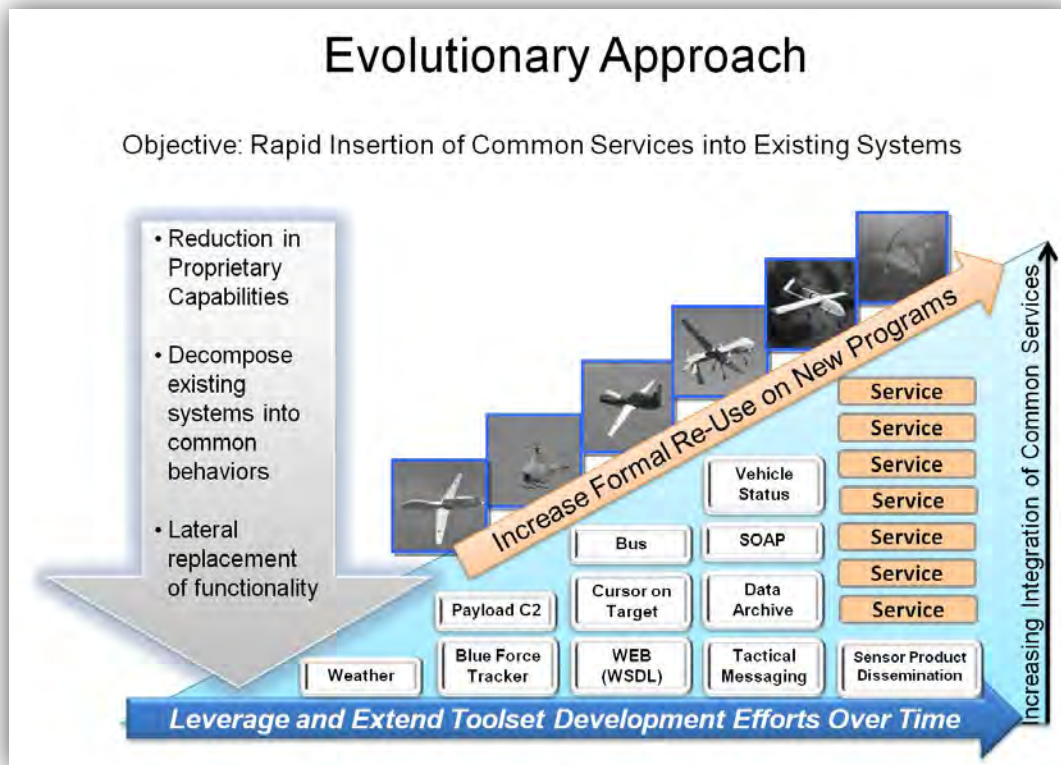 Evolutionary Approach
Objective: Rapid Insertion of Common Services into Existing Systems
• Reduction in
Proprietary
Capabilities
• Decompose
existing
systems into
common
behaviors
• Lateral
replacement
of functionality
Increase Formal Re-Use on New Programs
Weather
Payload C2
Blue Force
Tracker
Bus
Cursor on
Target
WEB
(WSDL)
Vehicle
Status
SOAP
Data
Archive
Tactical
Messaging
Service
Service
Service
Service
Service
Service
Service
Sensor Product
Dissemination
Increasing Integration of Common Services
Leverage and Extend Toolset Development Efforts Over Time